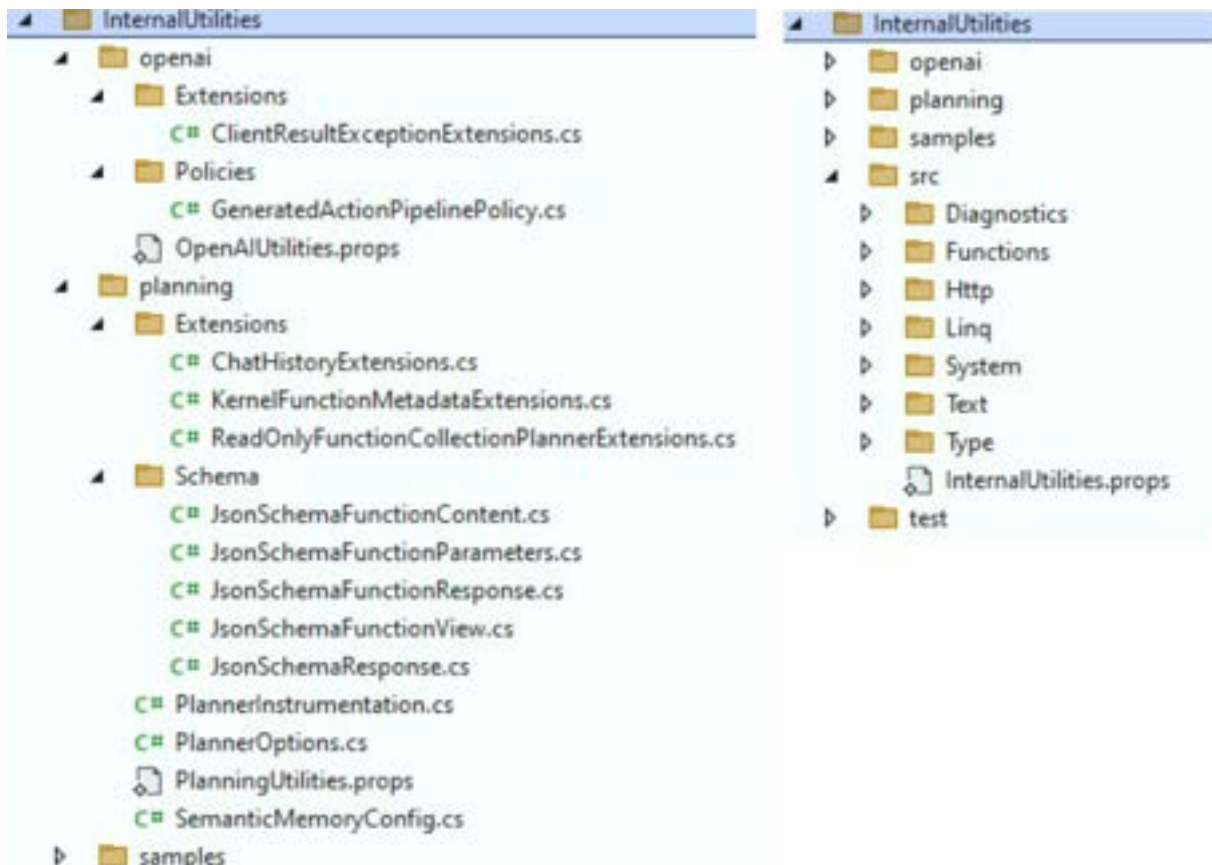 InternalUtilities
openai
Extensions
C# ClientResultExceptionExtensions.cs
Policies
C# GeneratedActionPipelinePolicy.cs
OpenAIUtilities.props
planning
Extensions
C# ChatHistoryExtensions.cs
C# KernelFunctionMetadataExtensions.cs
C# ReadOnlyFunctionCollectionPlannerExtensions.cs
Schema
C# JsonSchemaFunctionContent.cs
C# JsonSchemaFunctionParameters.cs
C# JsonSchemaFunctionResponse.cs
C# JsonSchemaFunctionView.cs
C# JsonSchemaResponse.cs
C# PlannerInstrumentation.cs
C# PlannerOptions.cs
PlanningUtilities.props
C# SemanticMemoryConfig.cs
samples
InternalUtilities
openai
planning
samples
src
Diagnostics
Functions
Http
Linq
System
Text
Type
InternalUtilities.props
test